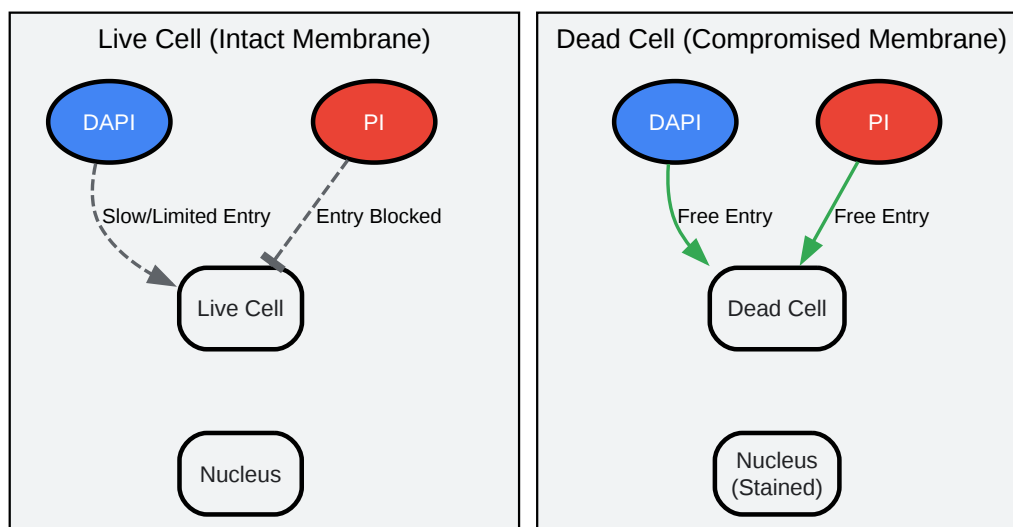 Live Cell (Intact Membrane)
DAPI
PI
Slow/Limited Entry
Entry Blocked
Live Cell
Nucleus
Dead Cell (Compromised Membrane)
DAPI
PI
Free Entry
Free Entry
Dead Cell
Nucleus
(Stained)